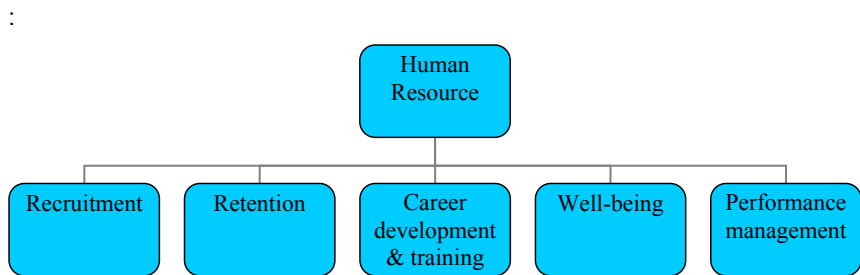 :
Human
Resource
Recruitment
Retention
Career
development
& training
Well-being
Performance
management